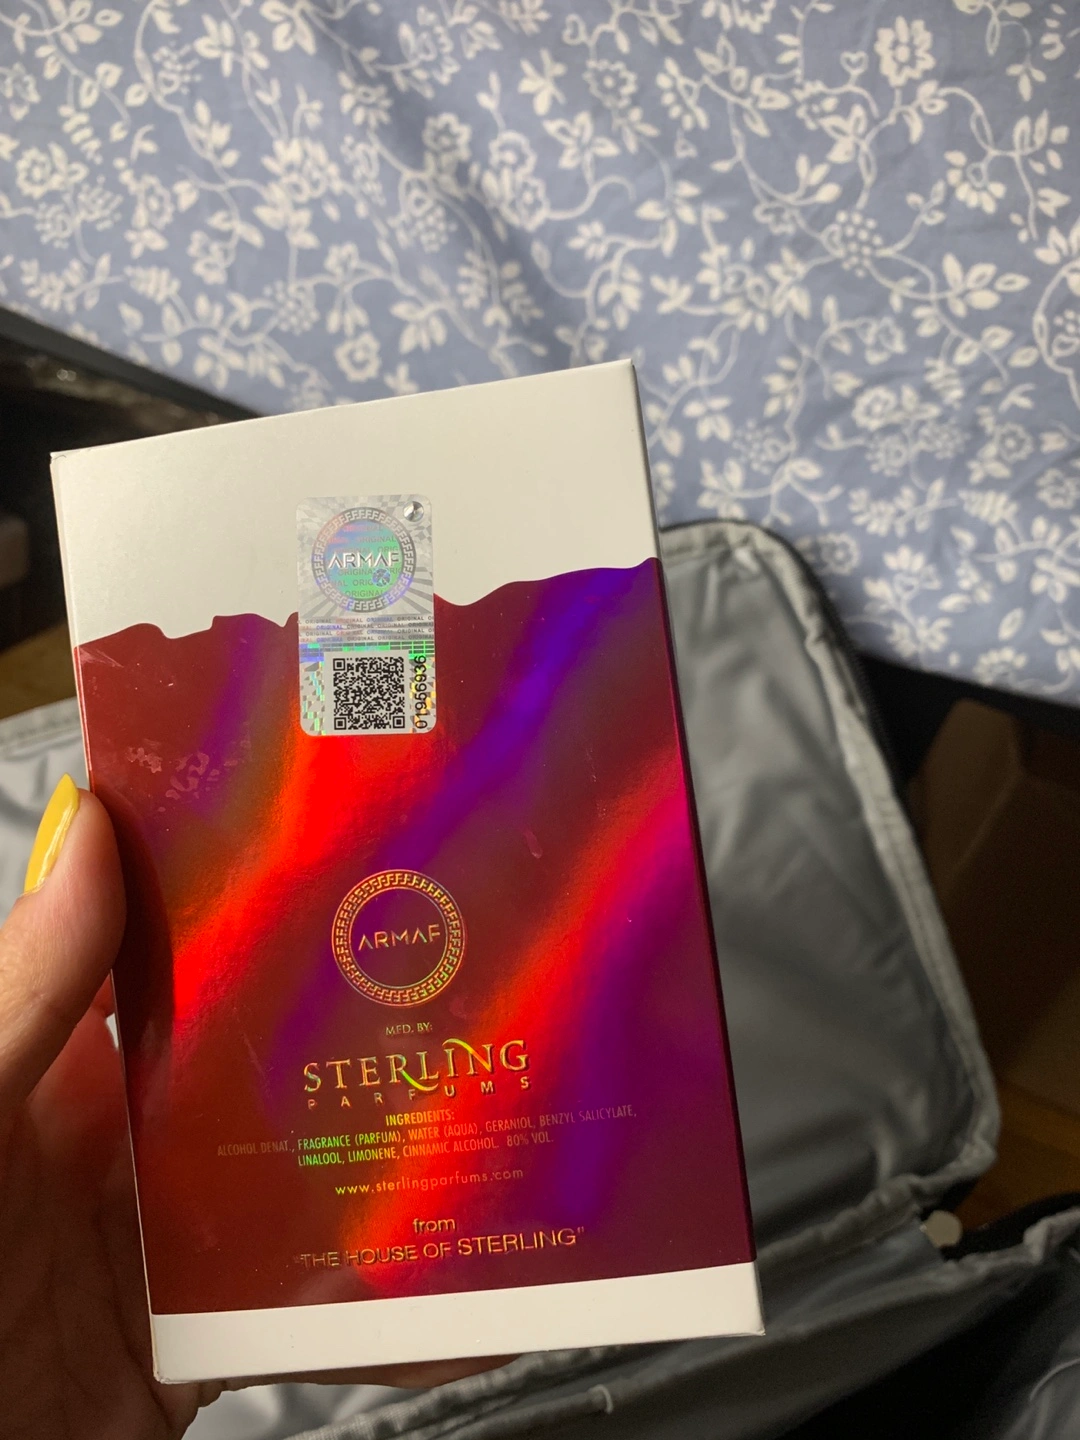 ARMAF
ORIGINAL
01956936
ARMAF
MFD. BY:
STERLING
PARFUMS
INGREDIENTS:
ALCOHOL DENAT., FRAGRANCE (PARFUM), WATER (AQUA), GERANIOL, BENZYL SALICYLATE,
LINALOOL, LIMONENE, CINNAMIC ALCOHOL. 80% VOL.
www.sterlingparfums.com
from
"THE HOUSE OF STERLING"